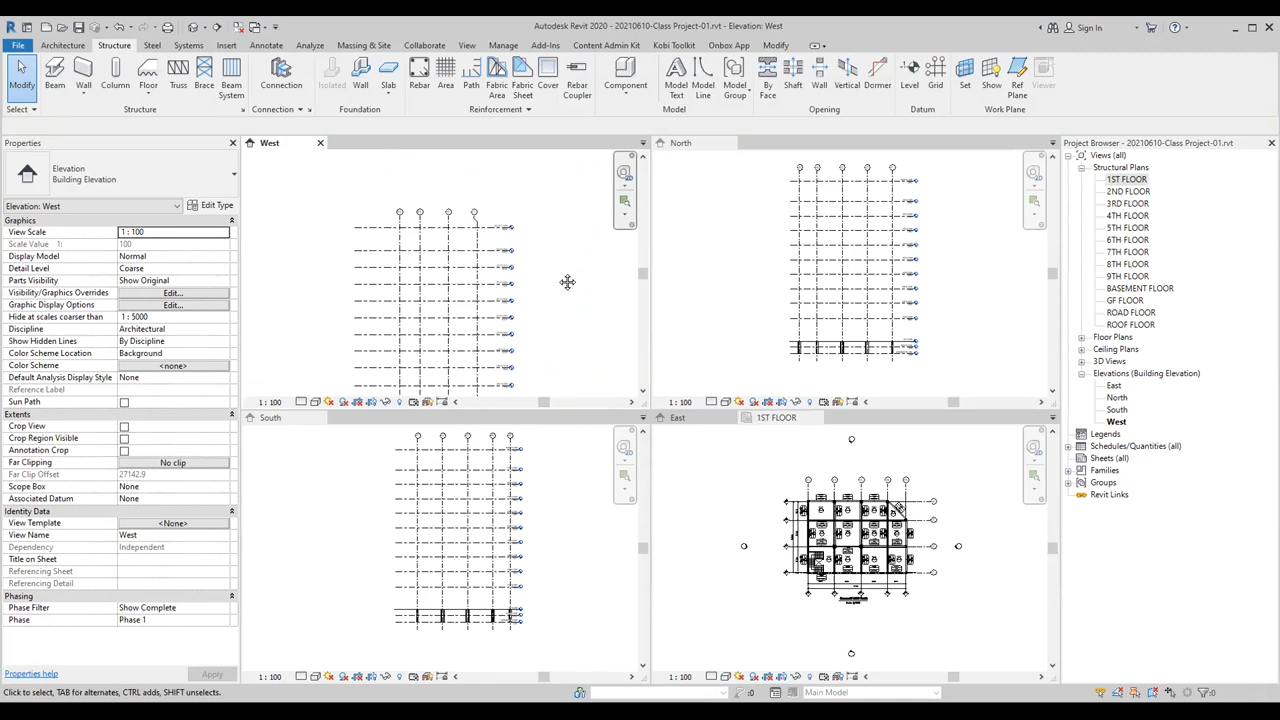 Autodesk Revit 2020 - 20210610-Class Project-01.rvt - Elevation: West
Sign In
File Architecture Structure Steel Systems Insert Annotate Analyze Massing & Site Collaborate View Manage Add-Ins Content Admin Kit Kobi Toolkit Onbox App Modify
Modify Beam Wall Column Floor Truss Brace Beam System Connection Isolated Wall Slab Rebar Area Path Fabric Area Fabric Sheet Cover Rebar Coupler Component Model Text Model Line Model Group By Face Shaft Wall Vertical Dormer Level Grid Set Show Ref Plane Viewer
Select Structure Connection Foundation Reinforcement Model Opening Datum Work Plane
Properties
Elevation
Building Elevation
Elevation: West Edit Type
Graphics
View Scale 1 : 100
Scale Value 1: 100
Display Model Normal
Detail Level Coarse
Parts Visibility Show Original
Visibility/Graphics Overrides Edit...
Graphic Display Options Edit...
Hide at scales coarser than 1 : 5000
Discipline Architectural
Show Hidden Lines By Discipline
Color Scheme Location Background
Color Scheme <none>
Default Analysis Display Style None
Reference Label
Sun Path
Extents
Crop View
Crop Region Visible
Annotation Crop
Far Clipping No clip
Far Clip Offset 27142.9
Scope Box None
Associated Datum None
Identity Data
View Template <None>
View Name West
Dependency Independent
Title on Sheet
Referencing Sheet
Referencing Detail
Phasing
Phase Filter Show Complete
Phase Phase 1
Properties help Apply
West
1 : 100
North
1 : 100
South
1 : 100
East 1ST FLOOR
1 : 100
Project Browser - 20210610-Class Project-01.rvt
Views (all)
Structural Plans
1ST FLOOR
2ND FLOOR
3RD FLOOR
4TH FLOOR
5TH FLOOR
6TH FLOOR
7TH FLOOR
8TH FLOOR
9TH FLOOR
BASEMENT FLOOR
GF FLOOR
ROAD FLOOR
ROOF FLOOR
Floor Plans
Ceiling Plans
3D Views
Elevations (Building Elevation)
East
North
South
West
Legends
Schedules/Quantities (all)
Sheets (all)
Families
Groups
Revit Links
Click to select, TAB for alternates, CTRL adds, SHIFT unselects. :0 Main Model :0